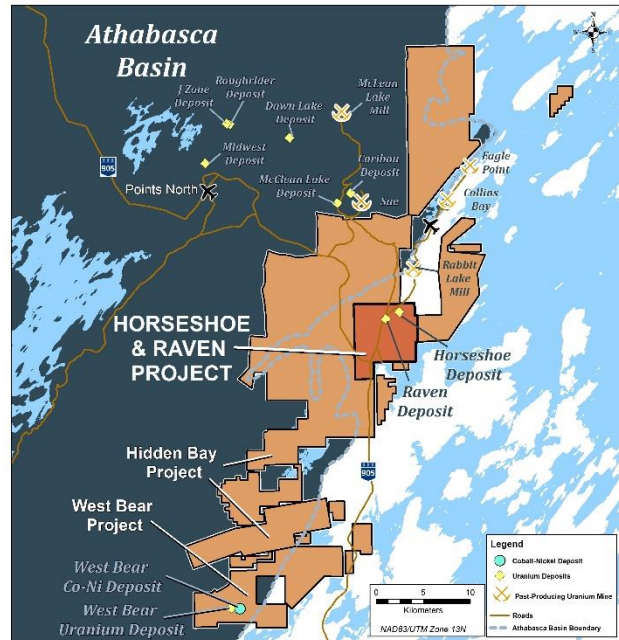 Athabasca
Basin
J Zone
Deposit
Roughrider
Deposit
Dawn Lake
Deposit
McLean
Lake
Mill
Midwest
Deposit
905
Points North
McClean Lake
Deposit
Caribou
Deposit
Sue
Eagle
Point
Collins
Bay
Rabbit
Lake
Mill
HORSESHOE
& RAVEN
PROJECT
Horseshoe
Deposit
Raven
Deposit
Hidden Bay
Project
West Bear
Project
905
West Bear
Co-Ni Deposit
West Bear
Uranium Deposit
0 5 10
Kilometers
NAD83/UTM Zone 13N
Legend
Cobalt-Nickel Deposit
Uranium Deposits
Past-Producing Uranium Mine
Roads
Athabasca Basin Boundary